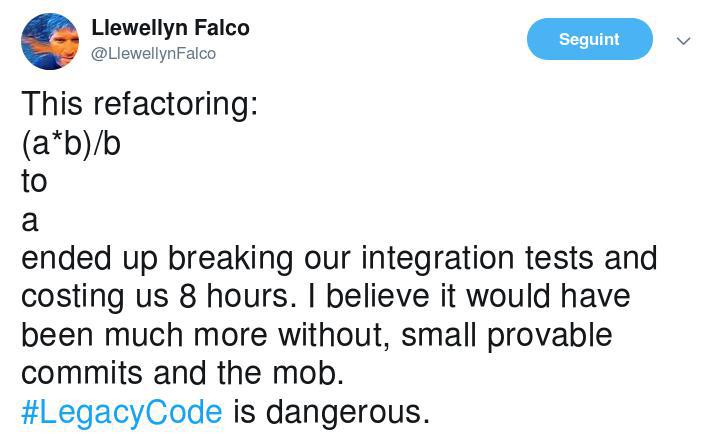 Llewellyn Falco
@LlewellynFalco
Seguint
This refactoring:
(a*b)/b
to
a
ended up breaking our integration tests and
costing us 8 hours. I believe it would have
been much more without, small provable
commits and the mob.
#LegacyCode is dangerous.